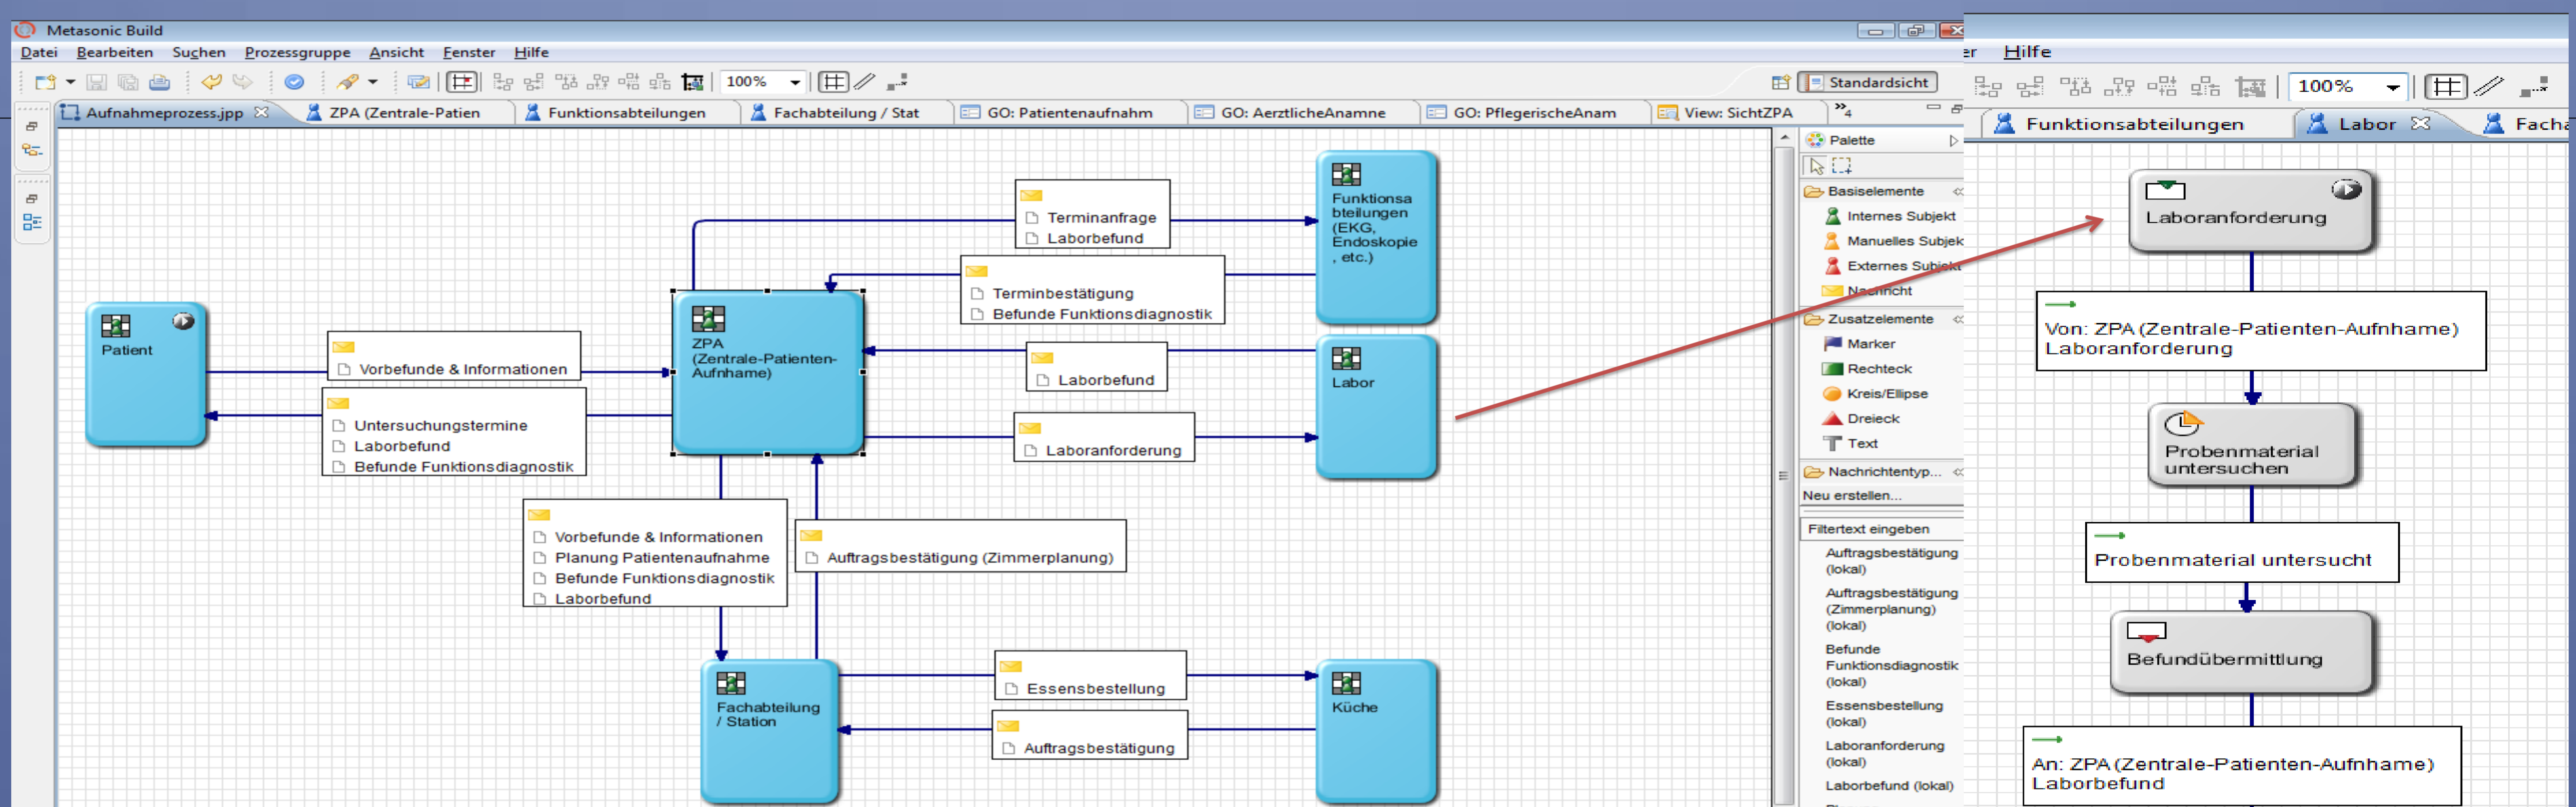 Metasonic Build
Datei Bearbeiten Suchen Prozessgruppe Ansicht Fenster Hilfe
100%
Standardsicht
Aufnahmeprozess.jpp
ZPA (Zentrale-Patien
Funktionsabteilungen
Fachabteilung / Stat
GO: Patientenaufnahm
GO: AerztlicheAnamne
GO: PflegerischeAnam
View: SichtZPA
4
Patient
Vorbefunde & Informationen
Untersuchungstermine
Laborbefund
Befunde Funktionsdiagnostik
ZPA
(Zentrale-Patienten-
Aufnhame)
Terminanfrage
Laborbefund
Terminbestätigung
Befunde Funktionsdiagnostik
Funktionsa
bteilungen
(EKG,
Endoskopie
, etc.)
Laborbefund
Laboranforderung
Labor
Vorbefunde & Informationen
Planung Patientenaufnahme
Befunde Funktionsdiagnostik
Laborbefund
Auftragsbestätigung (Zimmerplanung)
Fachabteilung
/ Station
Essensbestellung
Auftragsbestätigung
Küche
Palette
Basiselemente
Internes Subjekt
Manuelles Subjek
Externes Subjekt
Nachricht
Zusatzelemente
Marker
Rechteck
Kreis/Ellipse
Dreieck
Text
Nachrichtentyp...
Neu erstellen...
Filtertext eingeben
Auftragsbestätigung
(lokal)
Auftragsbestätigung
(Zimmerplanung)
(lokal)
Befunde
Funktionsdiagnostik
(lokal)
Essensbestellung
(lokal)
Laboranforderung
(lokal)
Laborbefund (lokal)
er Hilfe
100%
Funktionsabteilungen
Labor
Facha
Laboranforderung
Von: ZPA (Zentrale-Patienten-Aufnhame)
Laboranforderung
Probenmaterial
untersuchen
Probenmaterial untersucht
Befundübermittlung
An: ZPA (Zentrale-Patienten-Aufnhame)
Laborbefund